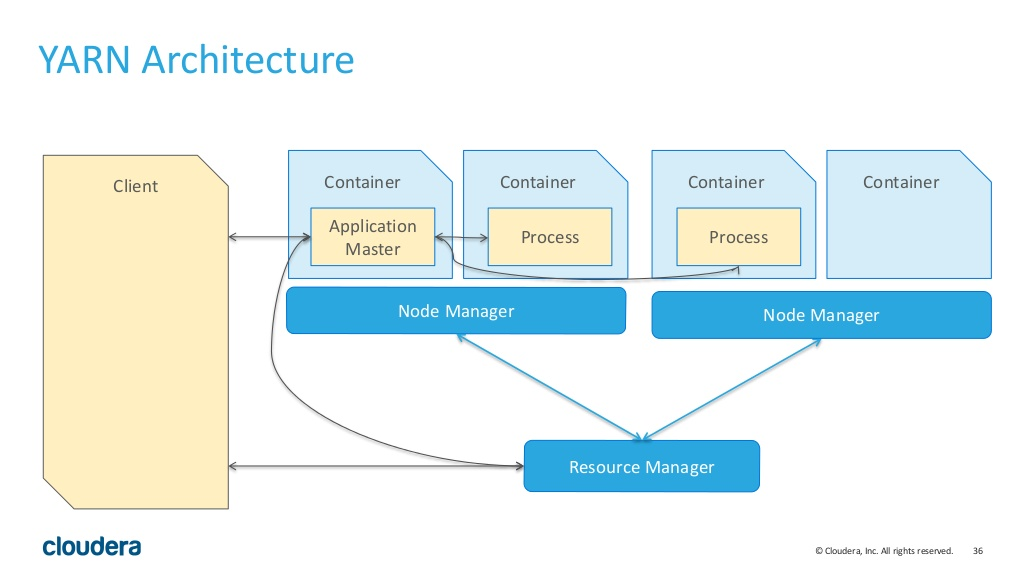 YARN Architecture
Client
Container
Container
Container
Container
Application
Master
Process
Process
Node Manager
Node Manager
Resource Manager
cloudera
© Cloudera, Inc. All rights reserved. 36